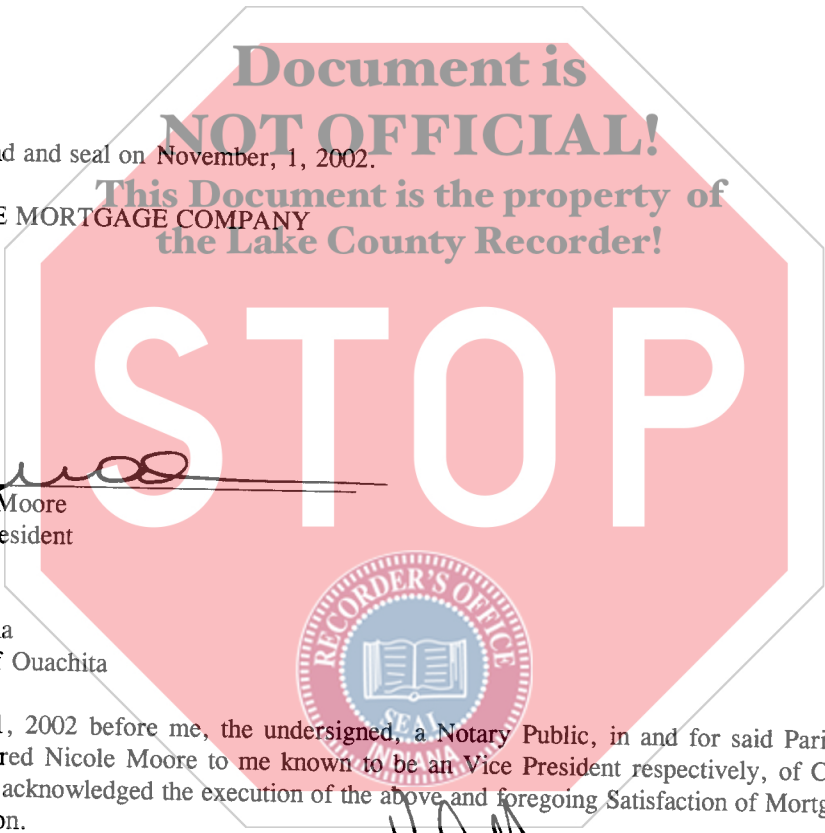 Document is
NOT OFFICIAL!
d and seal on November, 1, 2002.
This Document is the property of
E MORTGAGE COMPANY
the Lake County Recorder!
STOP
Moore
esident
RECORDER'S OFFICE
SEAL
INDIANA
a
f Ouachita
1, 2002 before me, the undersigned, a Notary Public, in and for said Pari
red Nicole Moore to me known to be an Vice President respectively, of C
acknowledged the execution of the above and foregoing Satisfaction of Mortg
on.